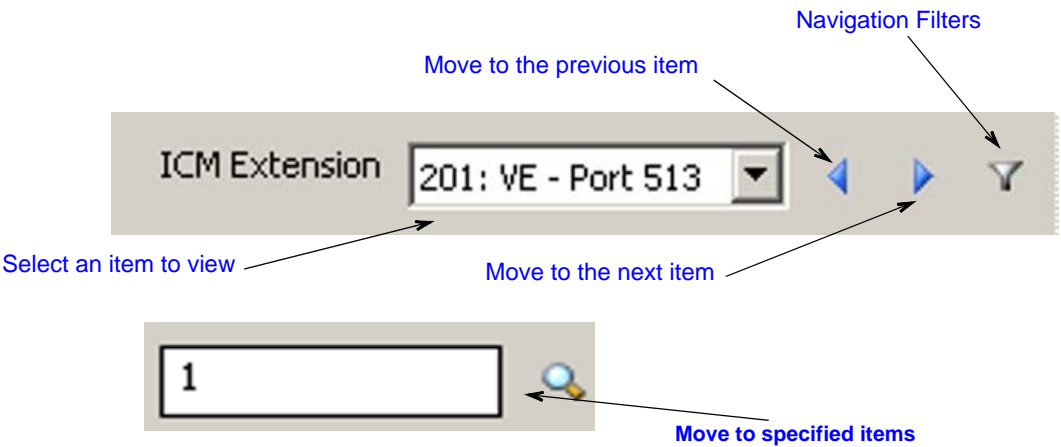 Navigation Filters
Move to the previous item
ICM Extension
201: VE - Port 513
Select an item to view
Move to the next item
1
Move to specified items